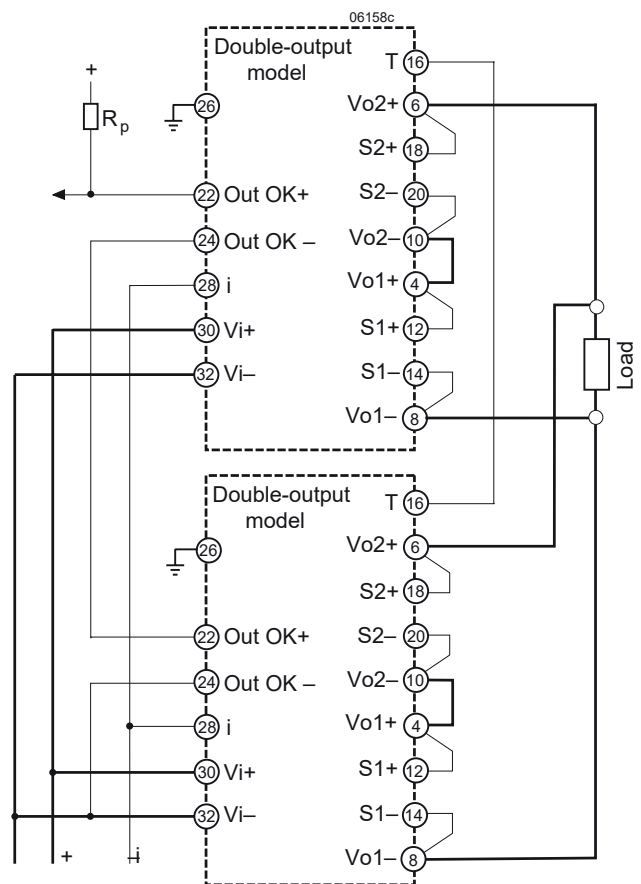 06158c
Double-output
model
T 16
+
26
Vo2+ 6
Rp
S2+ 18
22 Out OK+
S2– 20
24 Out OK –
Vo2– 10
28 i
Vo1+ 4
30 Vi+
S1+ 12
32 Vi–
S1– 14
Load
Vo1– 8
Double-output
model
T 16
26
Vo2+ 6
S2+ 18
22 Out OK+
S2– 20
24 Out OK –
Vo2– 10
28 i
Vo1+ 4
30 Vi+
S1+ 12
32 Vi–
S1– 14
+
–i
Vo1– 8